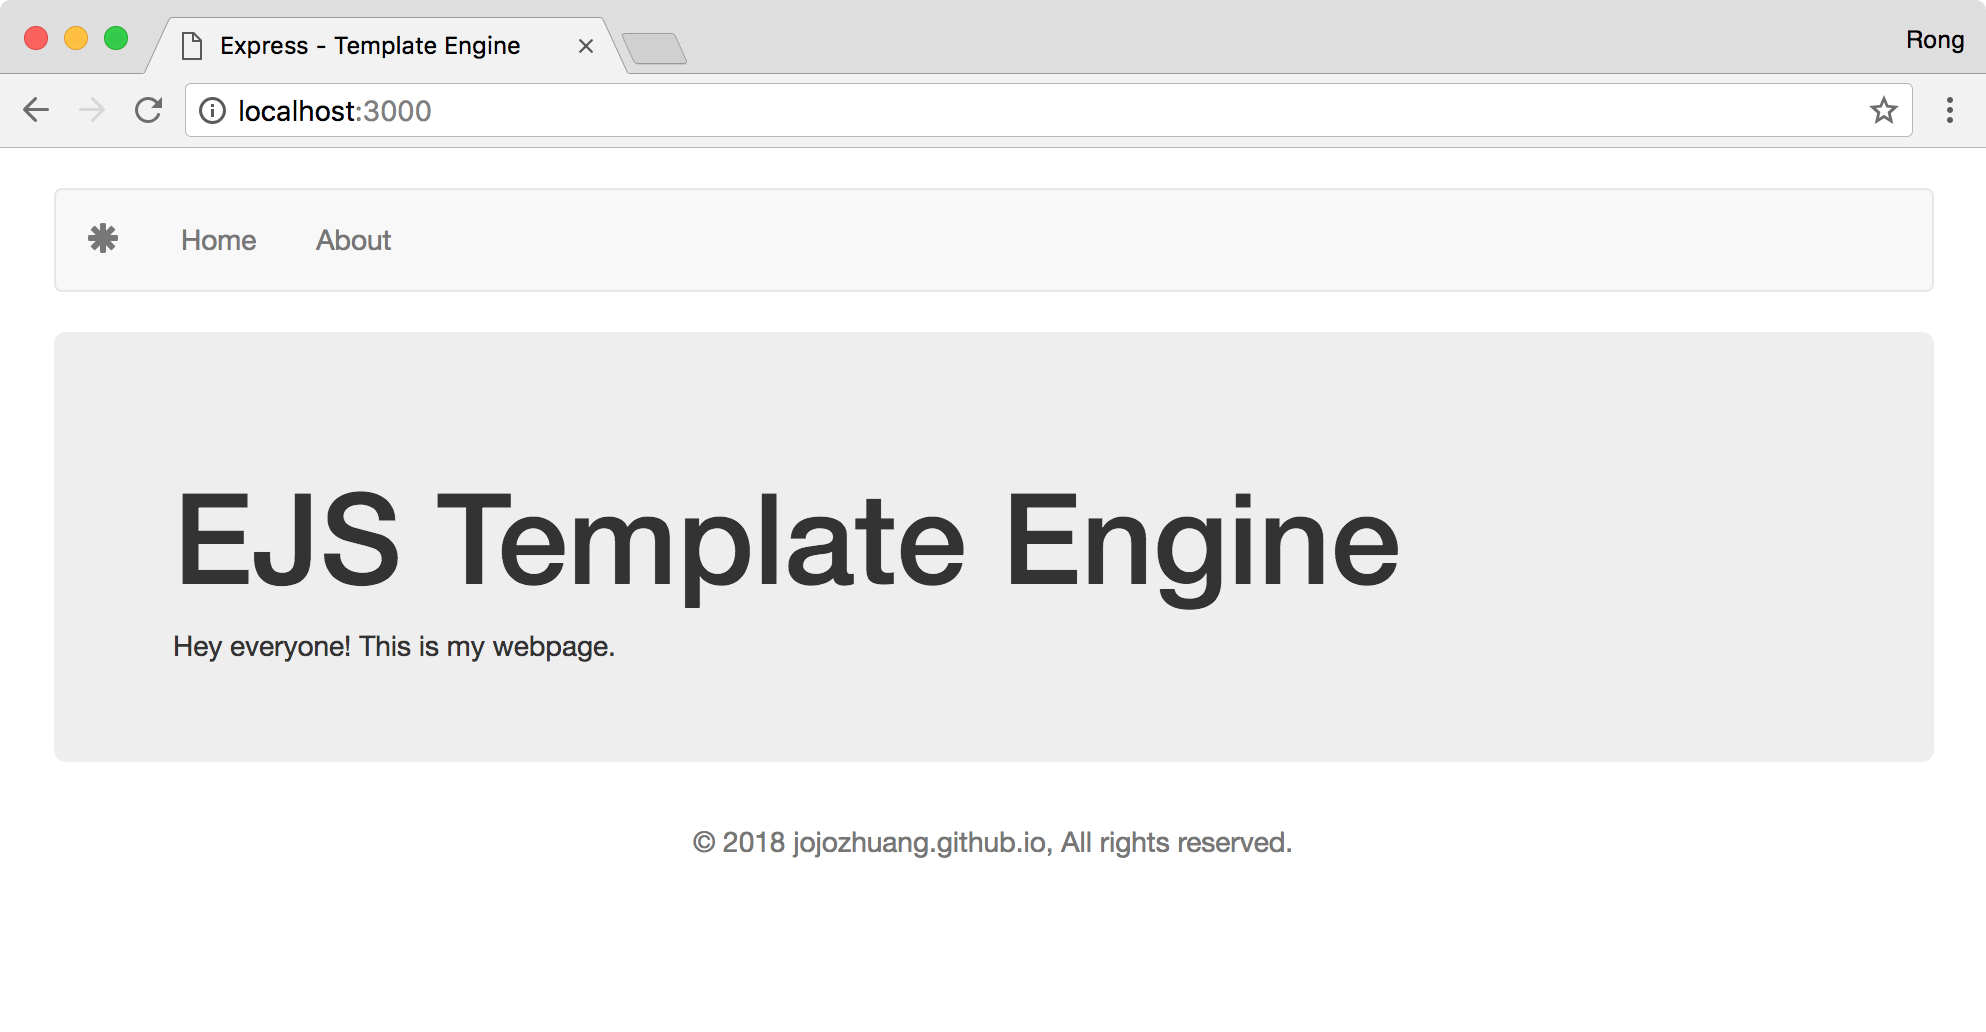 Express - Template Engine
Rong
localhost:3000
Home About
EJS Template Engine
Hey everyone! This is my webpage.
© 2018 jojozhuang.github.io, All rights reserved.